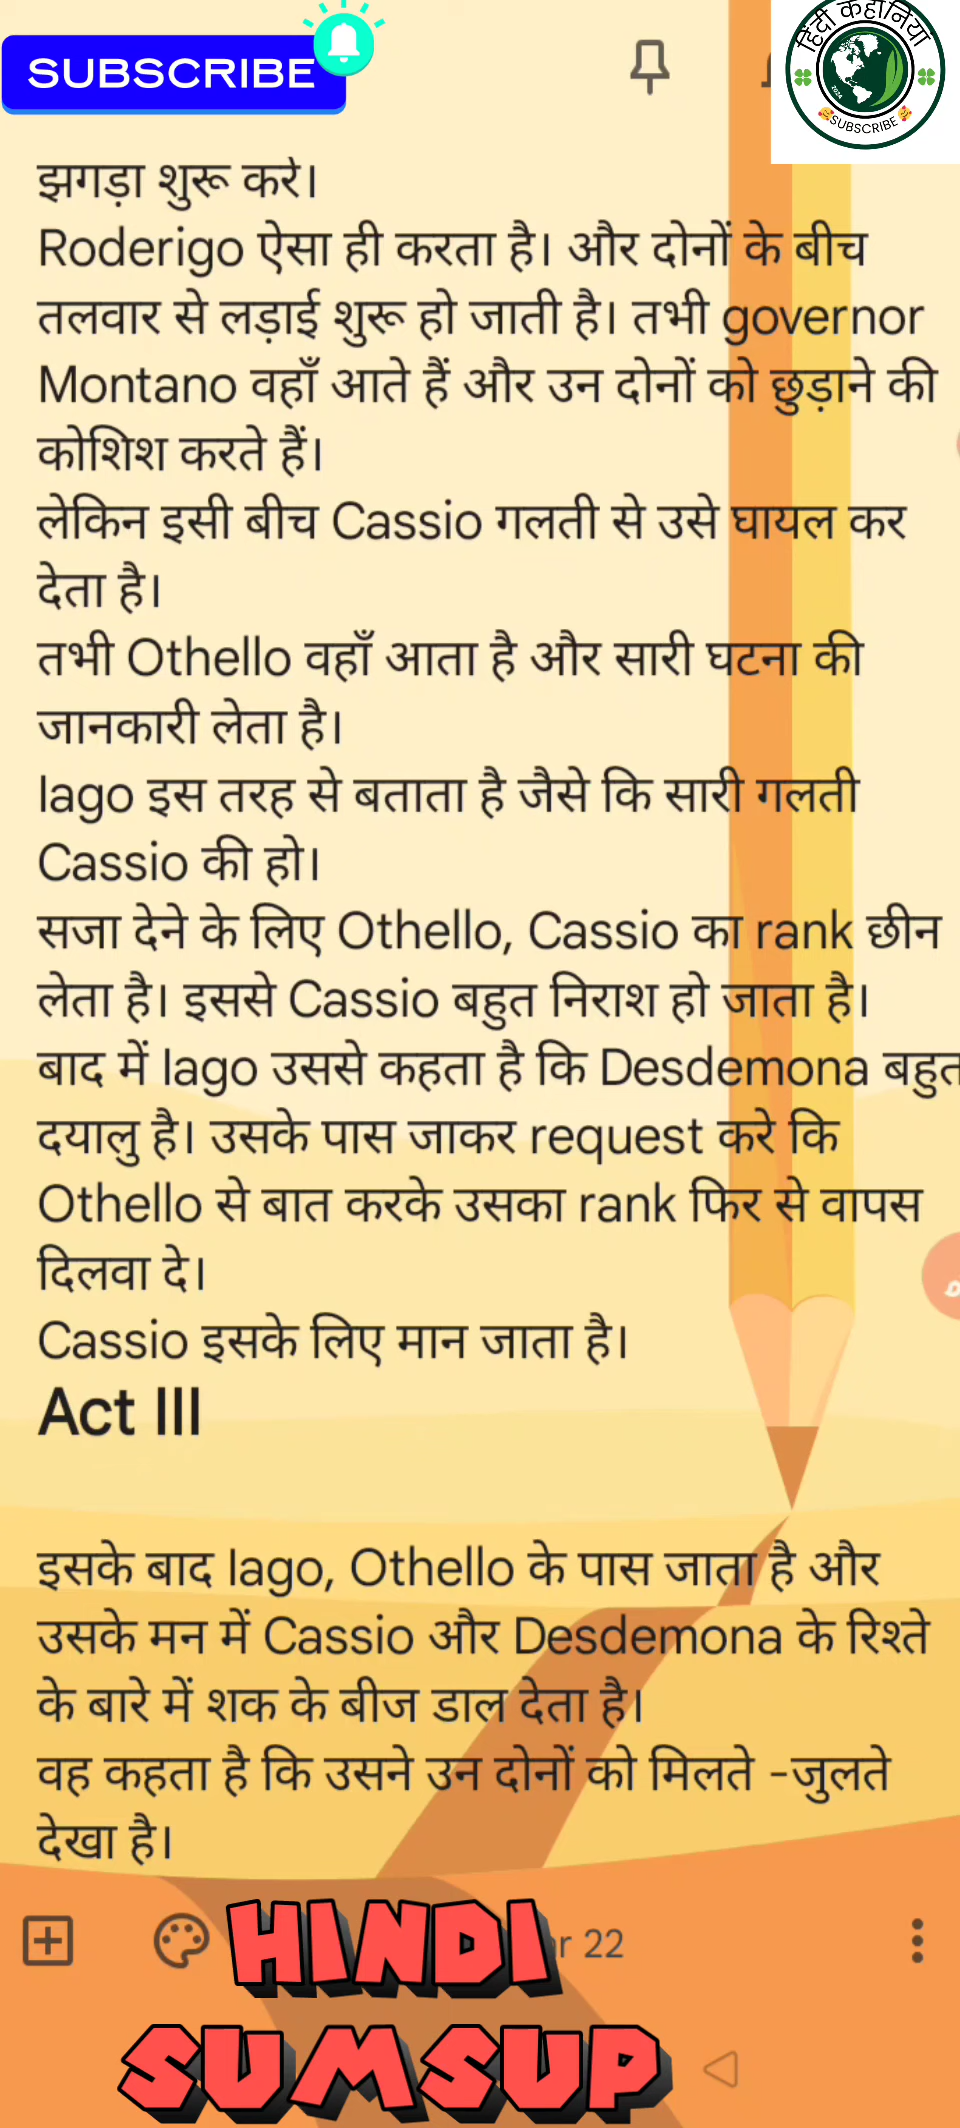 SUBSCRIBE
हिंदी कहानियां
2024
SUBSCRIBE
झगड़ा शुरू करे।
Roderigo ऐसा ही करता है। और दोनों के बीच
तलवार से लड़ाई शुरू हो जाती है। तभी governor
Montano वहाँ आते हैं और उन दोनों को छुड़ाने की
कोशिश करते हैं।
लेकिन इसी बीच Cassio गलती से उसे घायल कर
देता है।
तभी Othello वहाँ आता है और सारी घटना की
जानकारी लेता है।
Iago इस तरह से बताता है जैसे कि सारी गलती
Cassio की हो।
सजा देने के लिए Othello, Cassio का rank छीन
लेता है। इससे Cassio बहुत निराश हो जाता है।
बाद में Iago उससे कहता है कि Desdemona बहुत
दयालु है। उसके पास जाकर request करे कि
Othello से बात करके उसका rank फिर से वापस
दिलवा दे।
Cassio इसके लिए मान जाता है।
Act III
इसके बाद Iago, Othello के पास जाता है और
उसके मन में Cassio और Desdemona के रिश्ते
के बारे में शक के बीज डाल देता है।
वह कहता है कि उसने उन दोनों को मिलते -जुलते
देखा है।
HINDI
r 22
SUMSUP